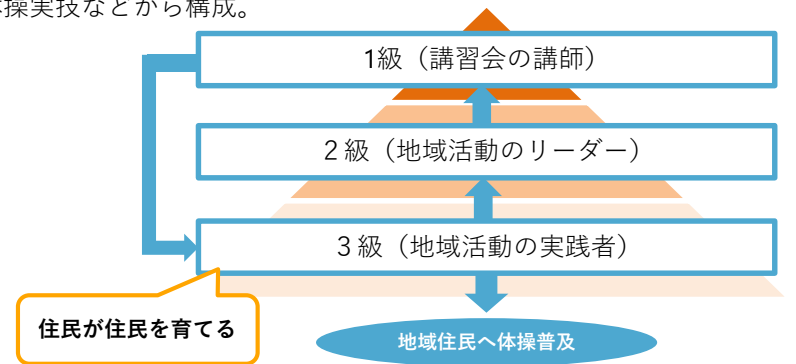 操実技などから構成。
1級（講習会の講師）
２級（地域活動のリーダー）
３級（地域活動の実践者）
住民が住民を育てる
地域住民へ体操普及